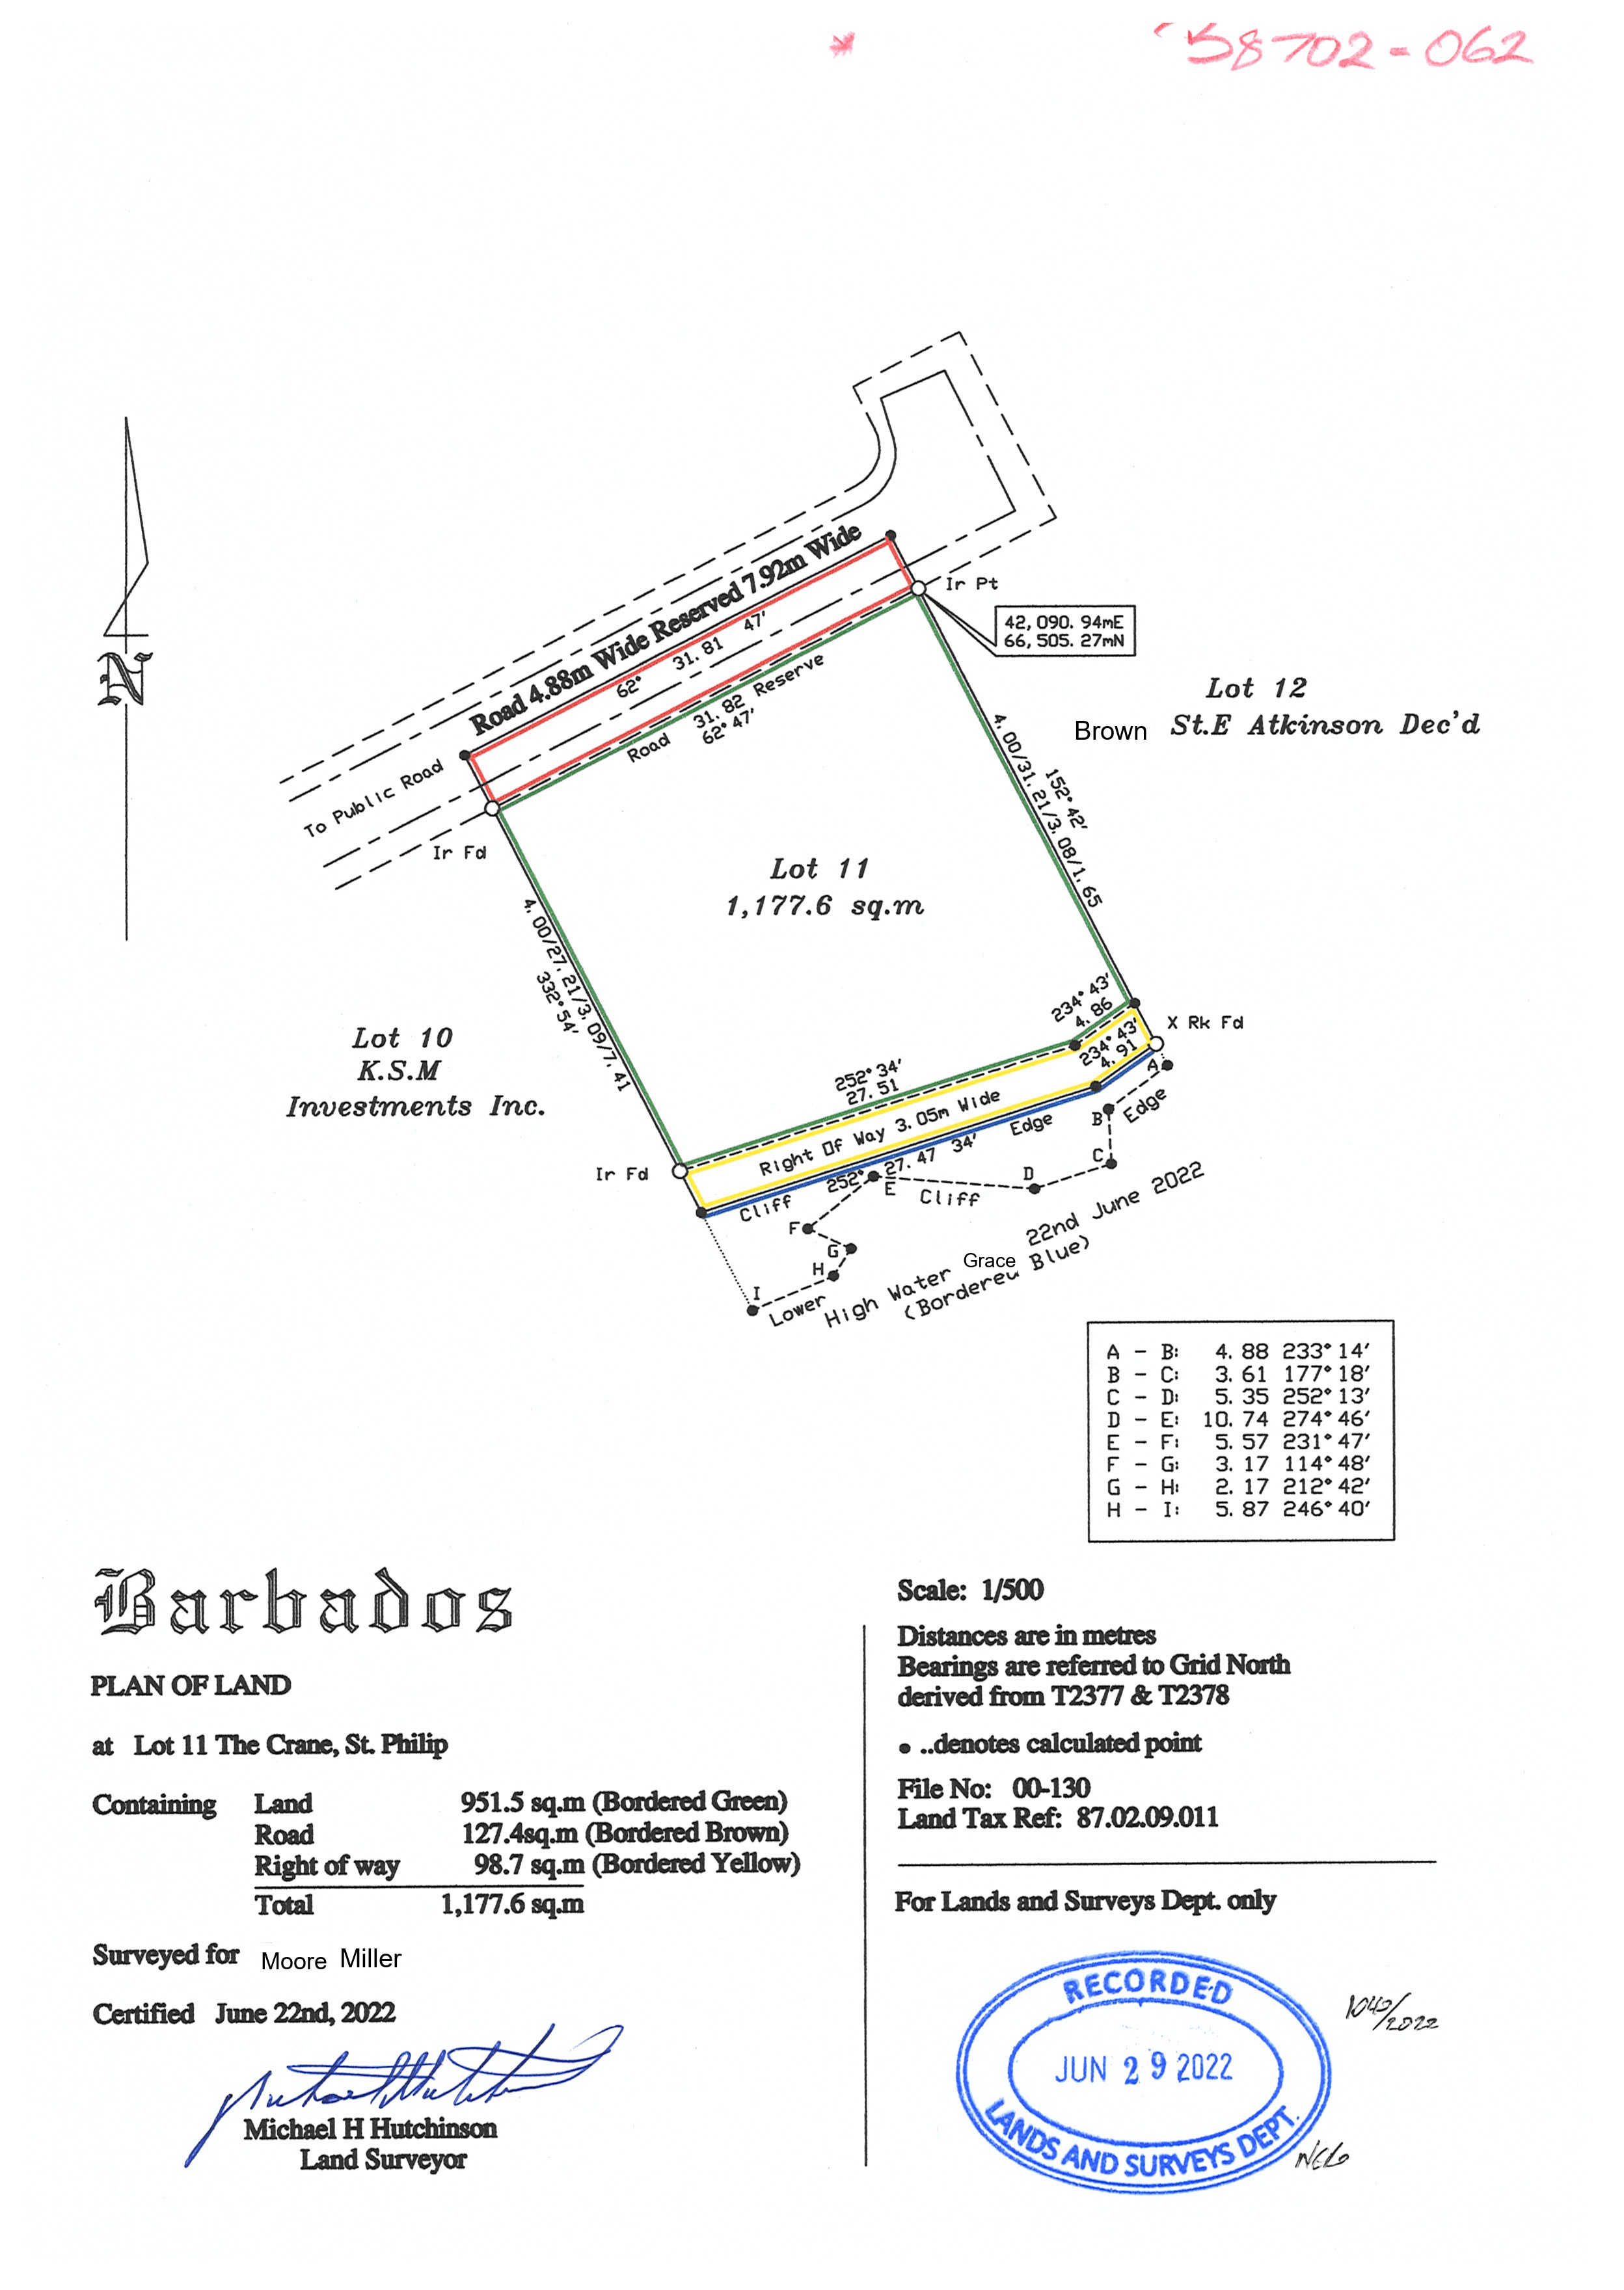 58702-062
Road 4.88m Wide Reserved 7.92m Wide
62° 31.81 47'
Road 31.82 Reserve
62° 47'
To Public Road
Ir Pt
42,090.94mE
66,505.27mN
Lot 12
Brown St.E Atkinson Dec'd
4.00/31.21/3.08/1.65
152° 42'
Ir Fd
Lot 11
1,177.6 sq.m
4.00/27.21/3.09/7.41
332° 54'
Lot 10
K.S.M
Investments Inc.
234° 43'
4.86
X Rk Fd
234° 43'
4.91
252° 34'
27.51
Right Of Way 3.05m Wide
Ir Fd
252° 27.47 34'
Cliff Edge
A
B
Edge
C
D
E
Cliff
F
G
H
I
Lower
High Water Grace 22nd June 2022
(Bordered Blue)
N
A - B: 4.88 233° 14'
B - C: 3.61 177° 18'
C - D: 5.35 252° 13'
D - E: 10.74 274° 46'
E - F: 5.57 231° 47'
F - G: 3.17 114° 48'
G - H: 2.17 212° 42'
H - I: 5.87 246° 40'
Barbados
PLAN OF LAND
at Lot 11 The Crane, St. Philip
Containing Land 951.5 sq.m (Bordered Green)
Road 127.4sq.m (Bordered Brown)
Right of way 98.7 sq.m (Bordered Yellow)
Total 1,177.6 sq.m
Surveyed for Moore Miller
Certified June 22nd, 2022
Michael H Hutchinson
Land Surveyor
Scale: 1/500
Distances are in metres
Bearings are referred to Grid North
derived from T2377 & T2378
• ..denotes calculated point
File No: 00-130
Land Tax Ref: 87.02.09.011
For Lands and Surveys Dept. only
RECORDED
JUN 29 2022
LANDS AND SURVEYS DEPT.
1040/2022